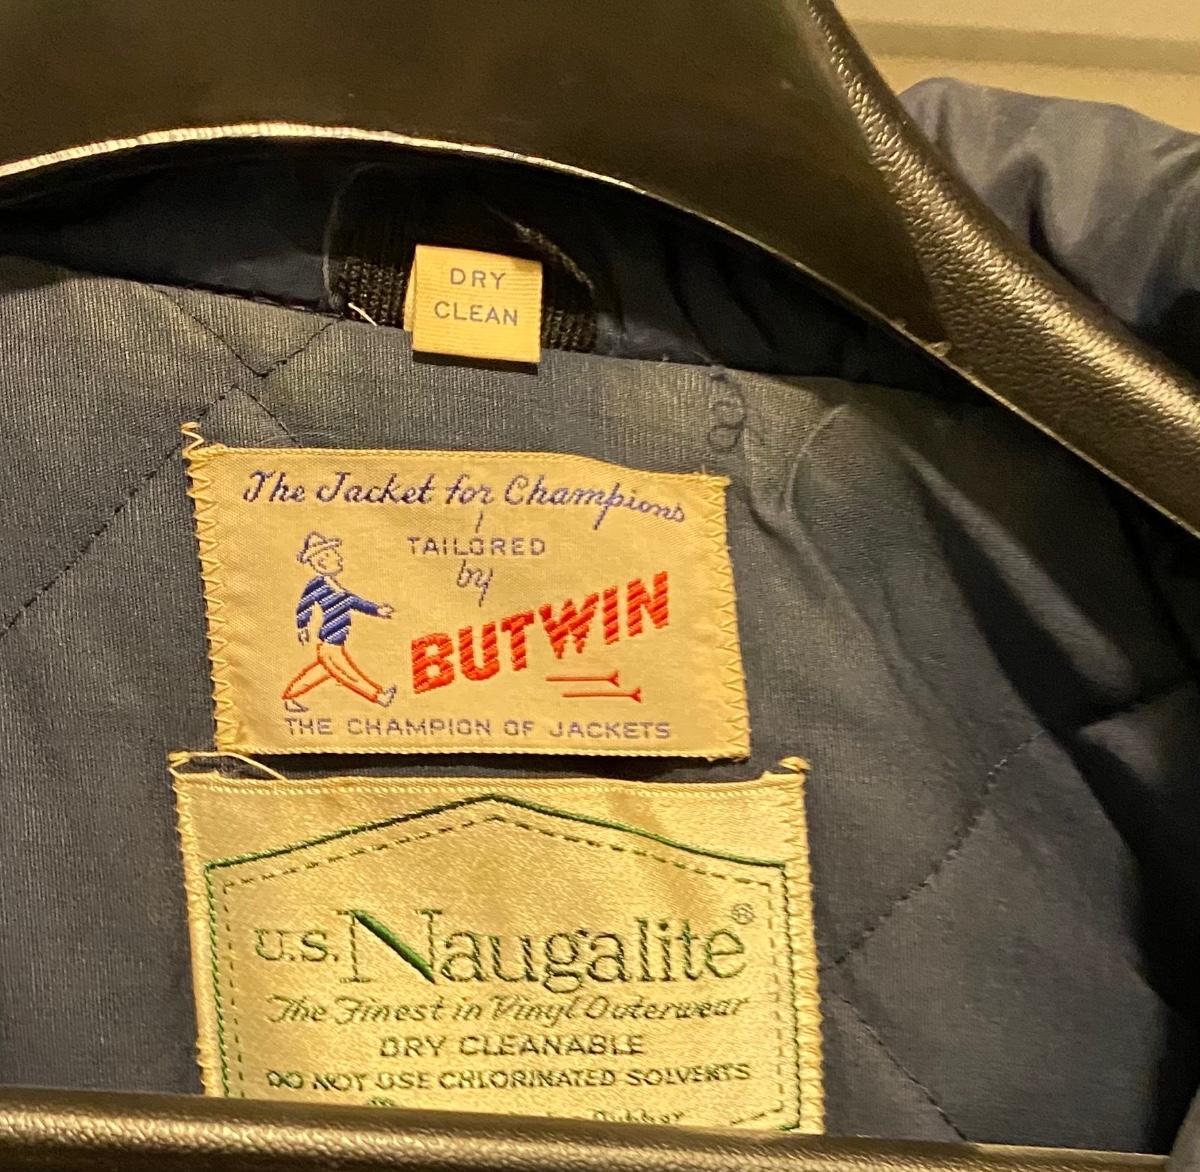 DRY
CLEAN
The Jacket for Champions
TAILORED
by
BUTWIN
THE CHAMPION OF JACKETS
U.S. Naugalite®
The Finest in Vinyl Outerwear
DRY CLEANABLE
DO NOT USE CHLORINATED SOLVENTS
Rubber